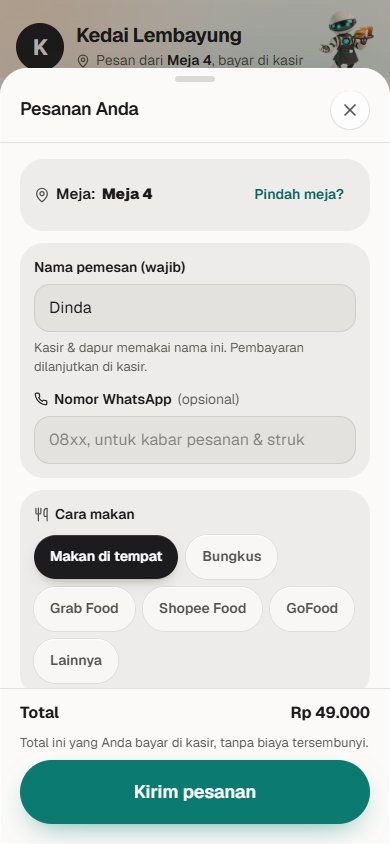 K
Kedai Lembayung
Pesan dari Meja 4, bayar di kasir
Pesanan Anda
Meja: Meja 4
Pindah meja?
Nama pemesan (wajib)
Dinda
Kasir & dapur memakai nama ini. Pembayaran
dilanjutkan di kasir.
Nomor WhatsApp (opsional)
08xx, untuk kabar pesanan & struk
Cara makan
Makan di tempat
Bungkus
Grab Food
Shopee Food
GoFood
Lainnya
Total
Rp 49.000
Total ini yang Anda bayar di kasir, tanpa biaya tersembunyi.
Kirim pesanan